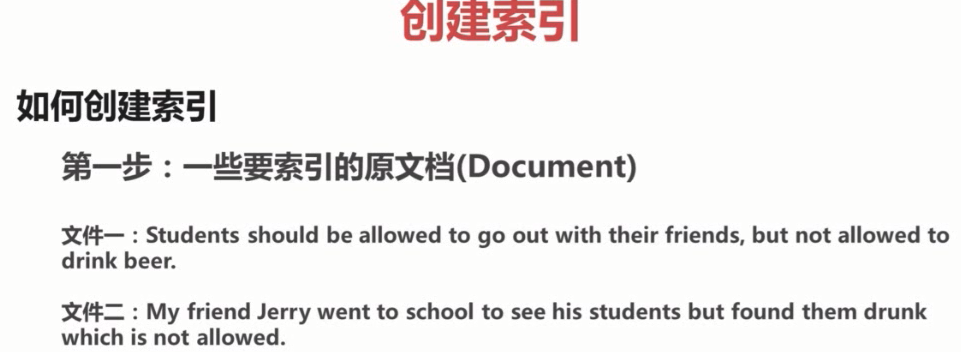 创建索引
如何创建索引
第一步：一些要索引的原文档(Document)
文件一：Students should be allowed to go out with their friends, but not allowed to
drink beer.
文件二：My friend Jerry went to school to see his students but found them drunk
which is not allowed.